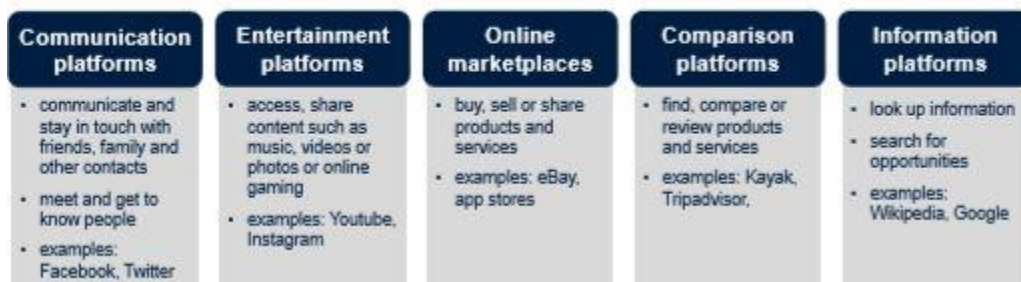 Communication
platforms
• communicate and
stay in touch with
friends, family and
other contacts
• meet and get to
know people
• examples:
Facebook, Twitter
Entertainment
platforms
• access, share
content such as
music, videos or
photos or online
gaming
• examples: Youtube,
Instagram
Online
marketplaces
• buy, sell or share
products and
services
• examples: eBay,
app stores
Comparison
platforms
• find, compare or
review products
and services
• examples: Kayak,
Tripadvisor,
Information
platforms
• look up information
• search for
opportunities
• examples:
Wikipedia, Google